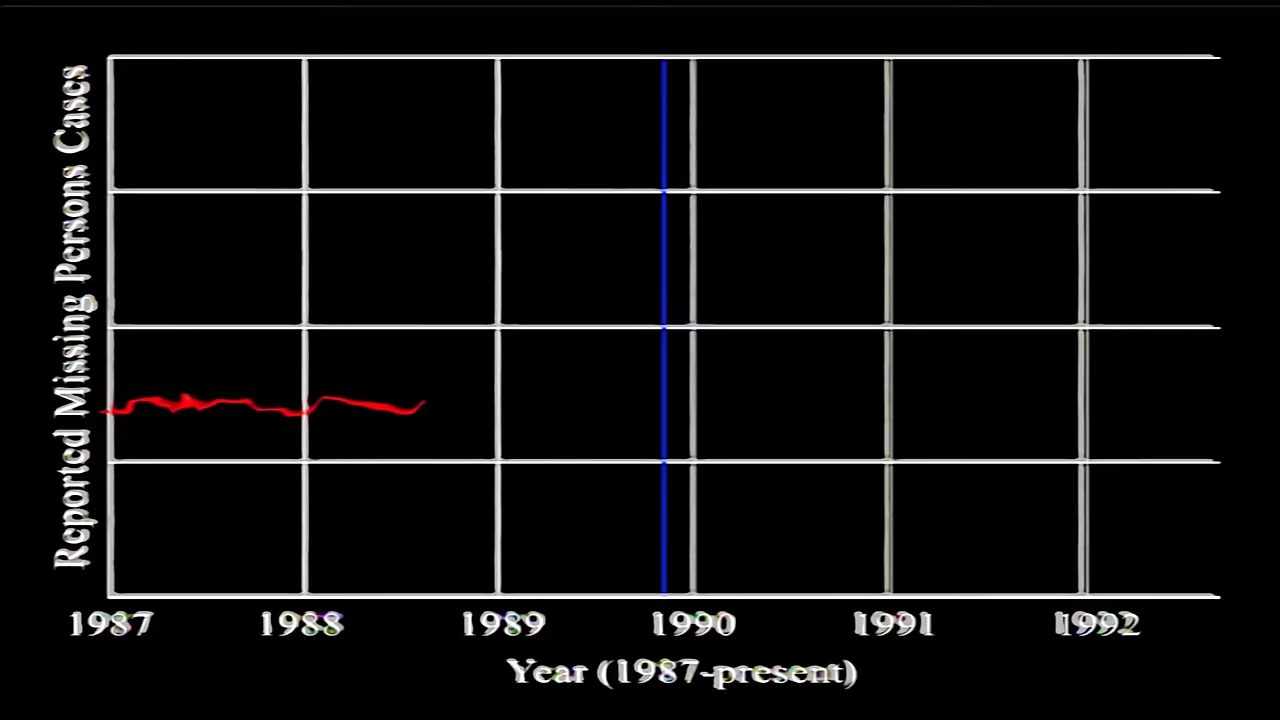 Reported Missing Persons Cases
1987 1988 1989 1990 1991 1992
Year (1987-present)